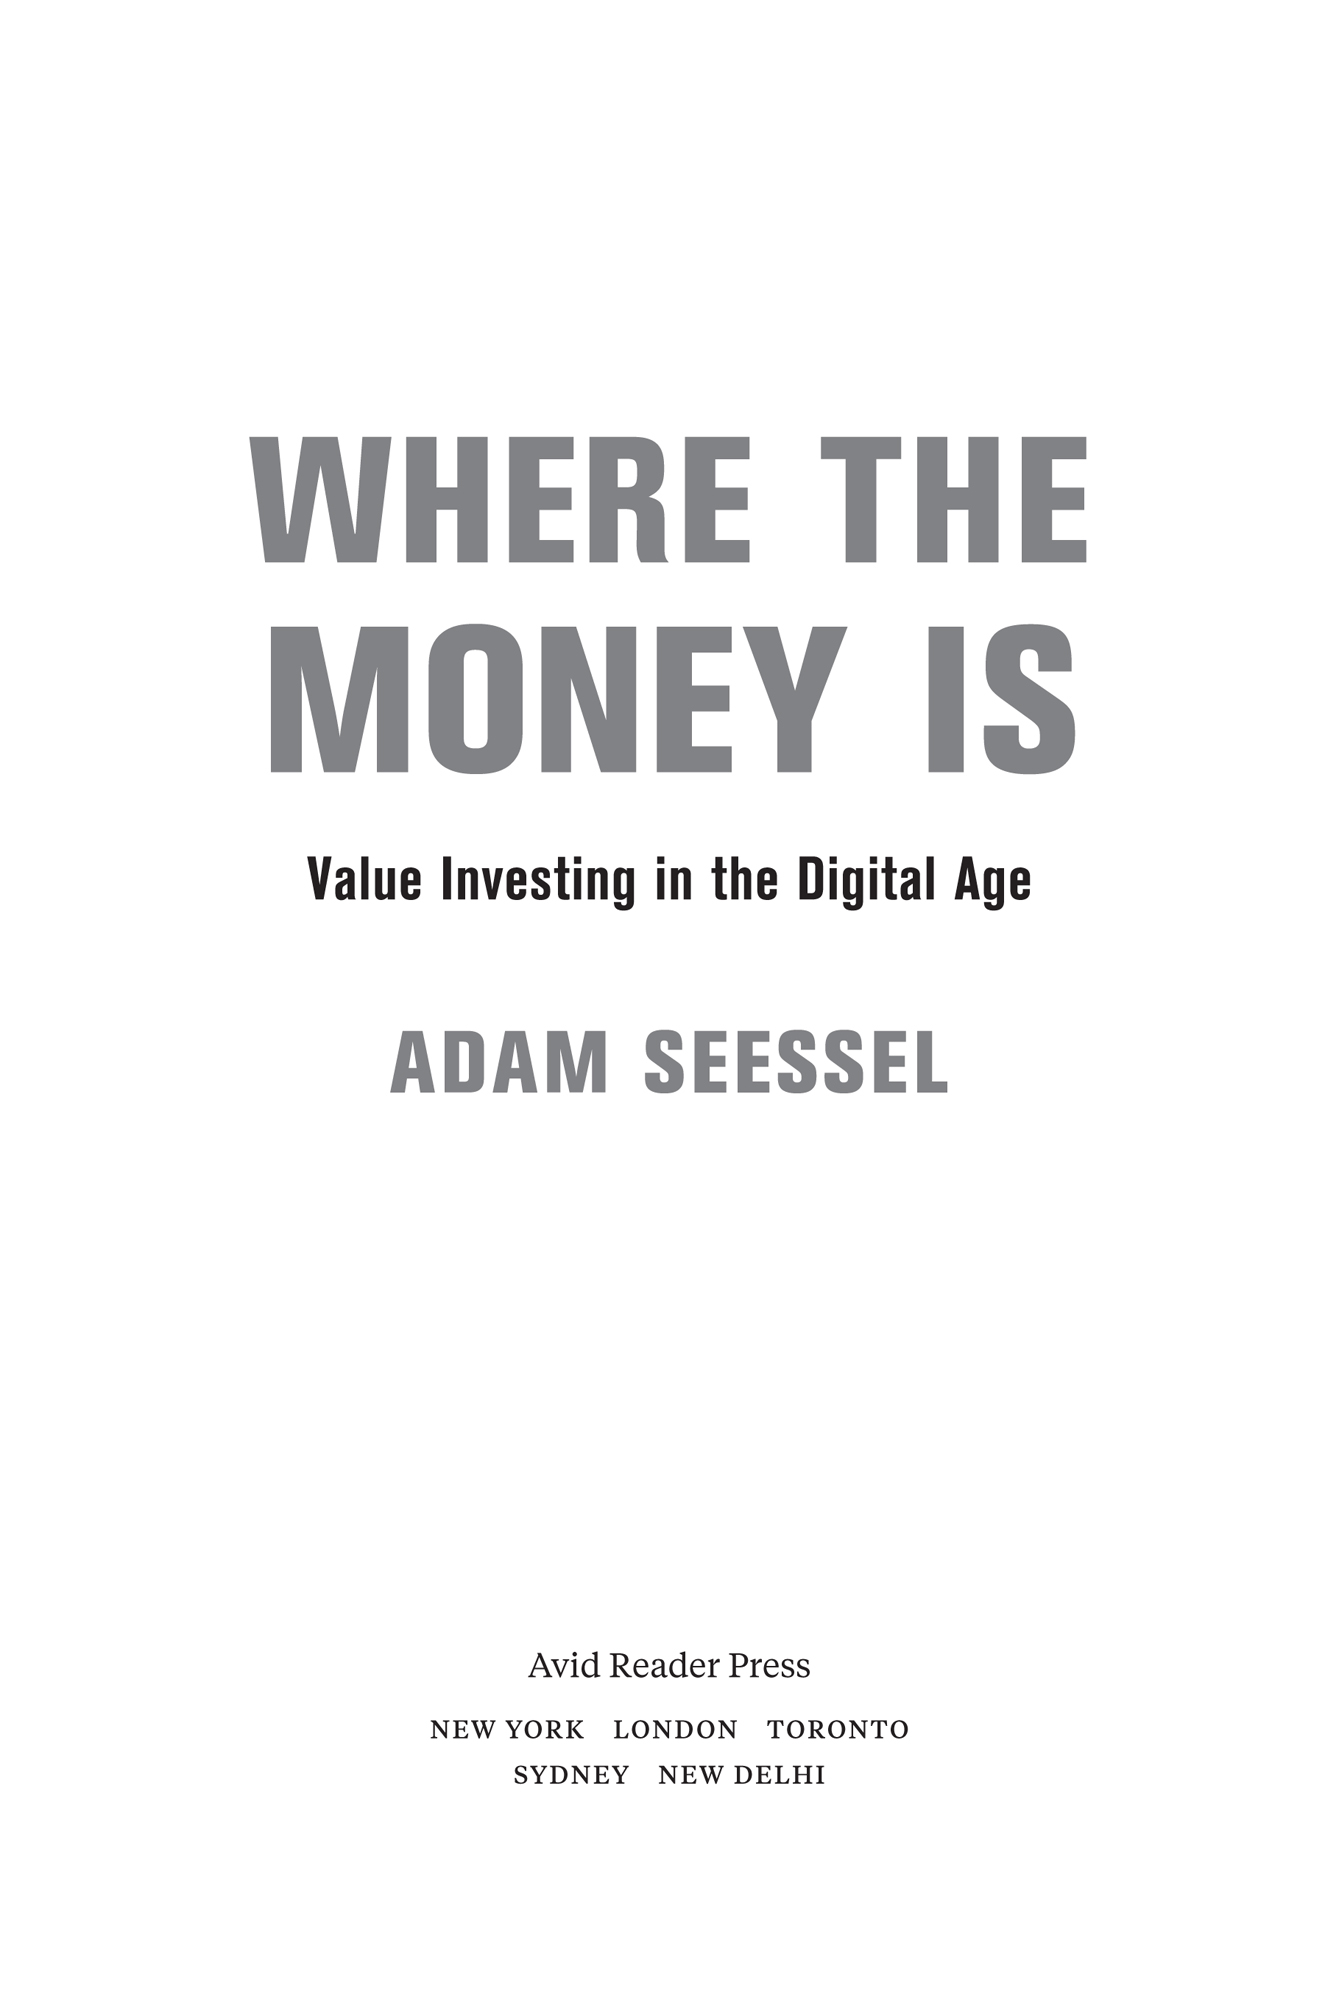 WHERE THE
MONEY IS
Value Investing in the Digital Age
ADAM SEESSEL
Avid Reader Press
NEW YORK LONDON TORONTO
SYDNEY NEW DELHI